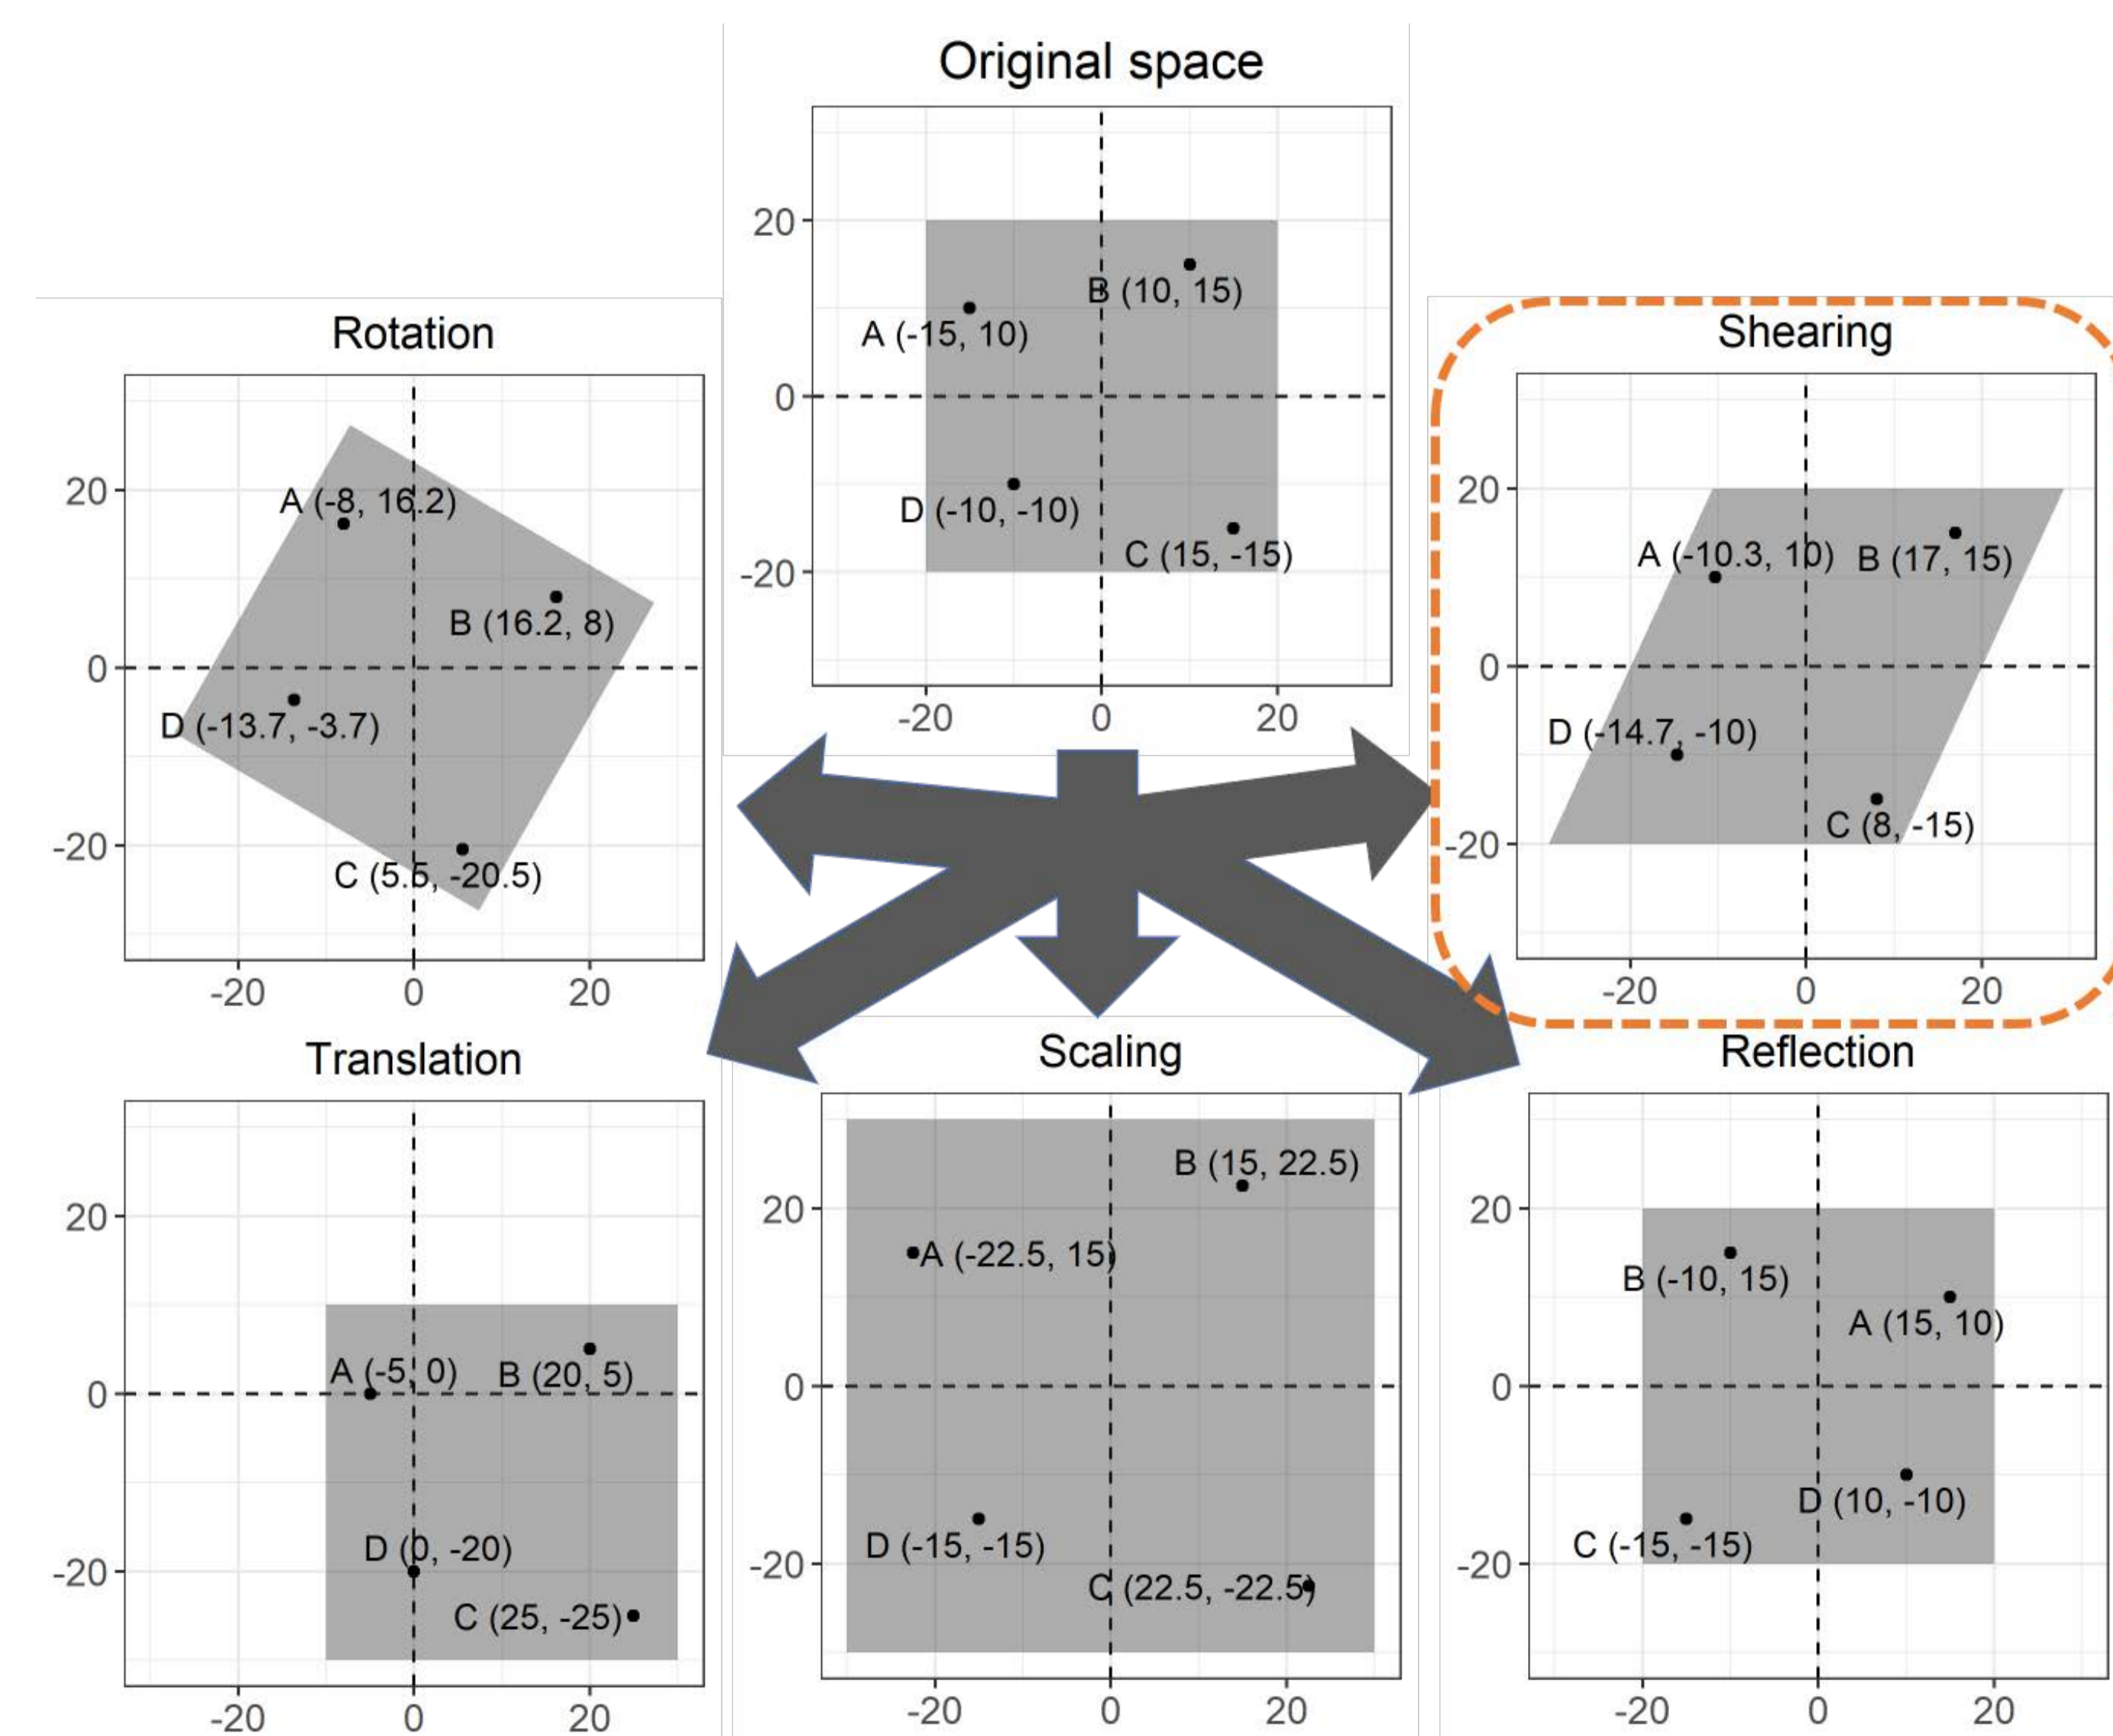 Original space
20
0
-20
-20
0
20
A (-15, 10)
B (10, 15)
D (-10, -10)
C (15, -15)
Rotation
20
0
-20
-20
0
20
A (-8, 16.2)
B (16.2, 8)
D (-13.7, -3.7)
C (5.5, -20.5)
Shearing
20
0
-20
-20
0
20
A (-10.3, 10)
B (17, 15)
D (-14.7, -10)
C (8, -15)
Translation
20
0
-20
-20
0
20
A (-5, 0)
B (20, 5)
D (0, -20)
C (25, -25)
Scaling
20
0
-20
-20
0
20
B (15, 22.5)
A (-22.5, 15)
D (-15, -15)
C (22.5, -22.5)
Reflection
20
0
-20
-20
0
20
B (-10, 15)
A (15, 10)
D (10, -10)
C (-15, -15)